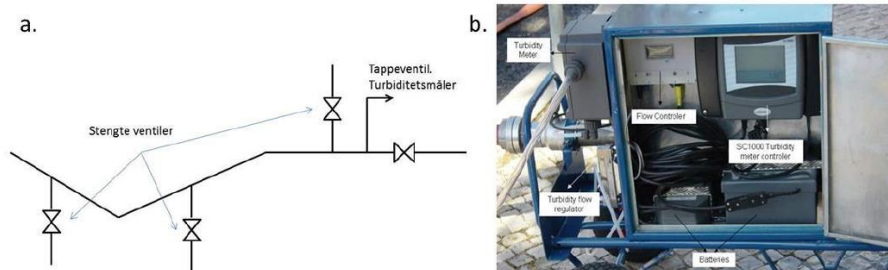 a.
Stengte ventiler
Tappeventil.
Turbiditetsmåler
b.
Turbidity
Meter
Flow Controler
SC1000 Turbidity
meter controler
Turbidity flow
regulator
Batteries